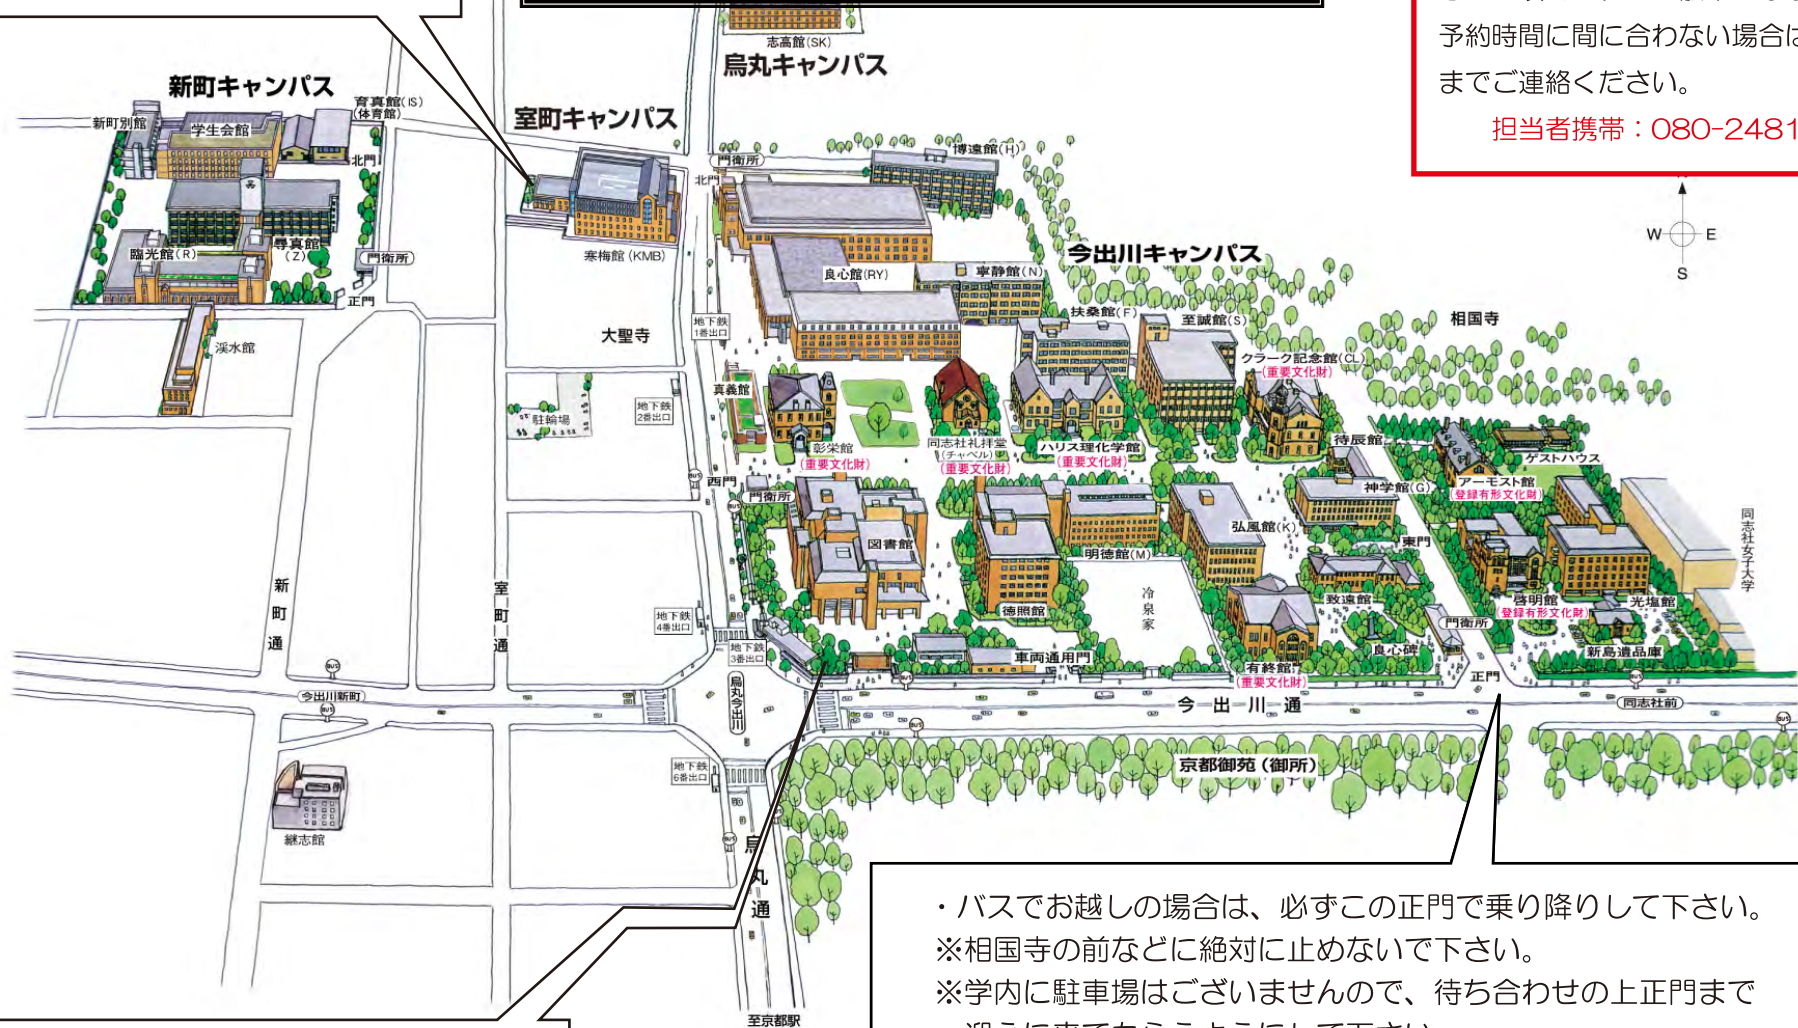 志高館(SK)
烏丸キャンパス
予約時間に間に合わない場合は
までご連絡ください。
担当者携帯：080-2481
新町キャンパス
育真館(IS)
(体育館)
新町別館
学生会館
北門
臨光館(R)
尋真館
(Z)
門衛所
正門
渓水館
室町キャンパス
寒梅館(KMB)
大聖寺
駐輪場
地下鉄
1番出口
地下鉄
2番出口
門衛所
北門
博遠館(H)
W
E
S
今出川キャンパス
良心館(RY)
寧静館(N)
扶桑館(F)
至誠館(S)
相国寺
クラーク記念館(CL)
(重要文化財)
真義館
彰栄館
(重要文化財)
同志社礼拝堂
(チャペル)
(重要文化財)
ハリス理化学館
(重要文化財)
待辰館
ゲストハウス
アーモスト館
(登録有形文化財)
神学館(G)
西門
門衛所
BUS
BUS
図書館
明徳館(M)
弘風館(K)
東門
同志社女子大学
徳照館
冷泉家
致遠館
啓明館
(登録有形文化財)
光塩館
門衛所
新島遺品庫
良心碑
有終館
(重要文化財)
車両通用門
正門
新町通
室町通
地下鉄
4番出口
地下鉄
3番出口
烏丸今出川
BUS
今出川新町
BUS
BUS
BUS
今出川通
BUS
同志社前
BUS
地下鉄
6番出口
京都御苑(御所)
継志館
BUS
烏丸通
至京都駅
・バスでお越しの場合は、必ずこの正門で乗り降りして下さい。
※相国寺の前などに絶対に止めないで下さい。
※学内に駐車場はございませんので、待ち合わせの上正門まで